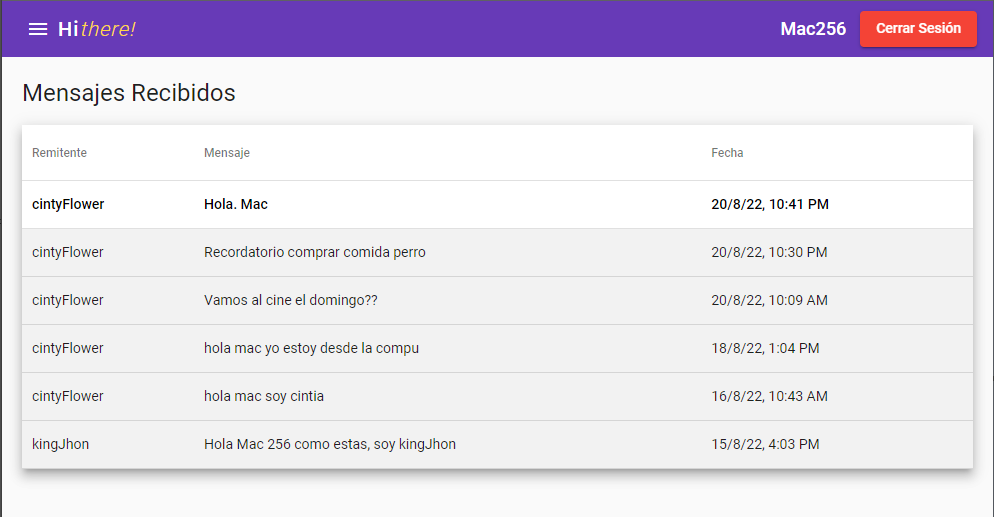 Hithere! Mac256 Cerrar Sesión
Mensajes Recibidos
Remitente Mensaje Fecha
cintyFlower Hola. Mac 20/8/22, 10:41 PM
cintyFlower Recordatorio comprar comida perro 20/8/22, 10:30 PM
cintyFlower Vamos al cine el domingo?? 20/8/22, 10:09 AM
cintyFlower hola mac yo estoy desde la compu 18/8/22, 1:04 PM
cintyFlower hola mac soy cintia 16/8/22, 10:43 AM
kingJhon Hola Mac 256 como estas, soy kingJhon 15/8/22, 4:03 PM